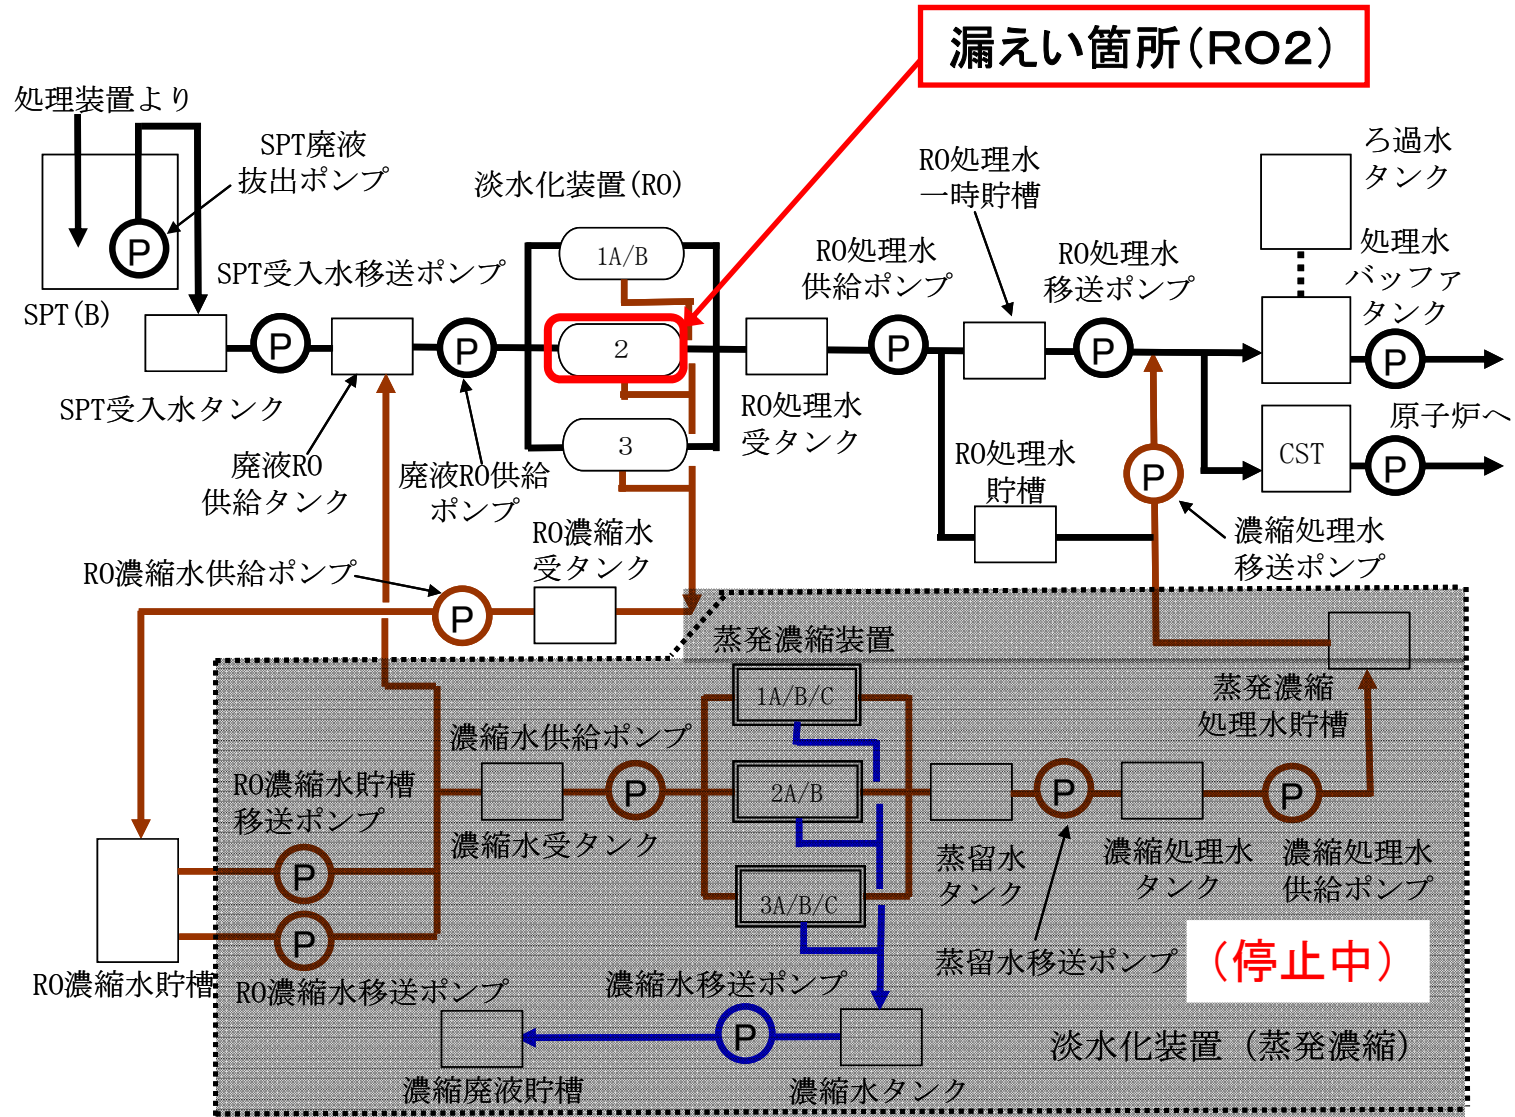 漏えい箇所(RO2)
処理装置より
SPT廃液
抜出ポンプ
P
SPT(B)
SPT受入水移送ポンプ
P
SPT受入水タンク
廃液RO
供給タンク
P
廃液RO供給
ポンプ
淡水化装置(RO)
1A/B
2
3
RO処理水
受タンク
RO処理水
供給ポンプ
P
RO処理水
一時貯槽
RO処理水
移送ポンプ
P
RO処理水
貯槽
ろ過水
タンク
処理水
バッファ
タンク
P
原子炉へ
CST
P
P
濃縮処理水
移送ポンプ
RO濃縮水
受タンク
RO濃縮水供給ポンプ
P
蒸発濃縮装置
1A/B/C
2A/B
3A/B/C
蒸発濃縮
処理水貯槽
濃縮水供給ポンプ
P
濃縮水受タンク
RO濃縮水貯槽
移送ポンプ
P
P
RO濃縮水貯槽
RO濃縮水移送ポンプ
蒸留水
タンク
P
蒸留水移送ポンプ
濃縮処理水
タンク
P
濃縮処理水
供給ポンプ
(停止中)
濃縮水移送ポンプ
P
濃縮廃液貯槽
濃縮水タンク
淡水化装置(蒸発濃縮)